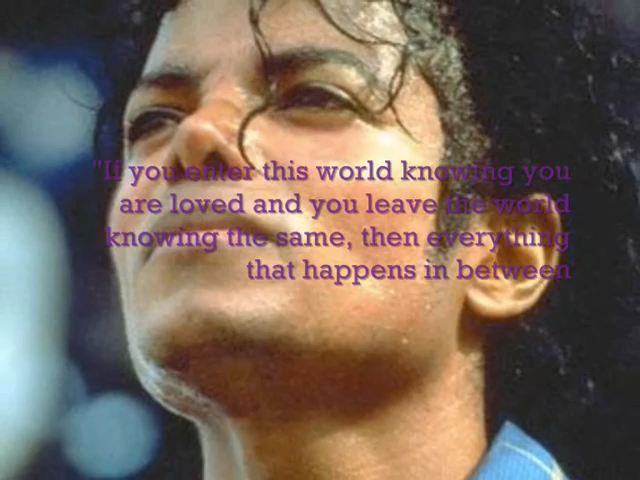 "If you enter this world knowing you
are loved and you leave the world
knowing the same, then everything
that happens in between